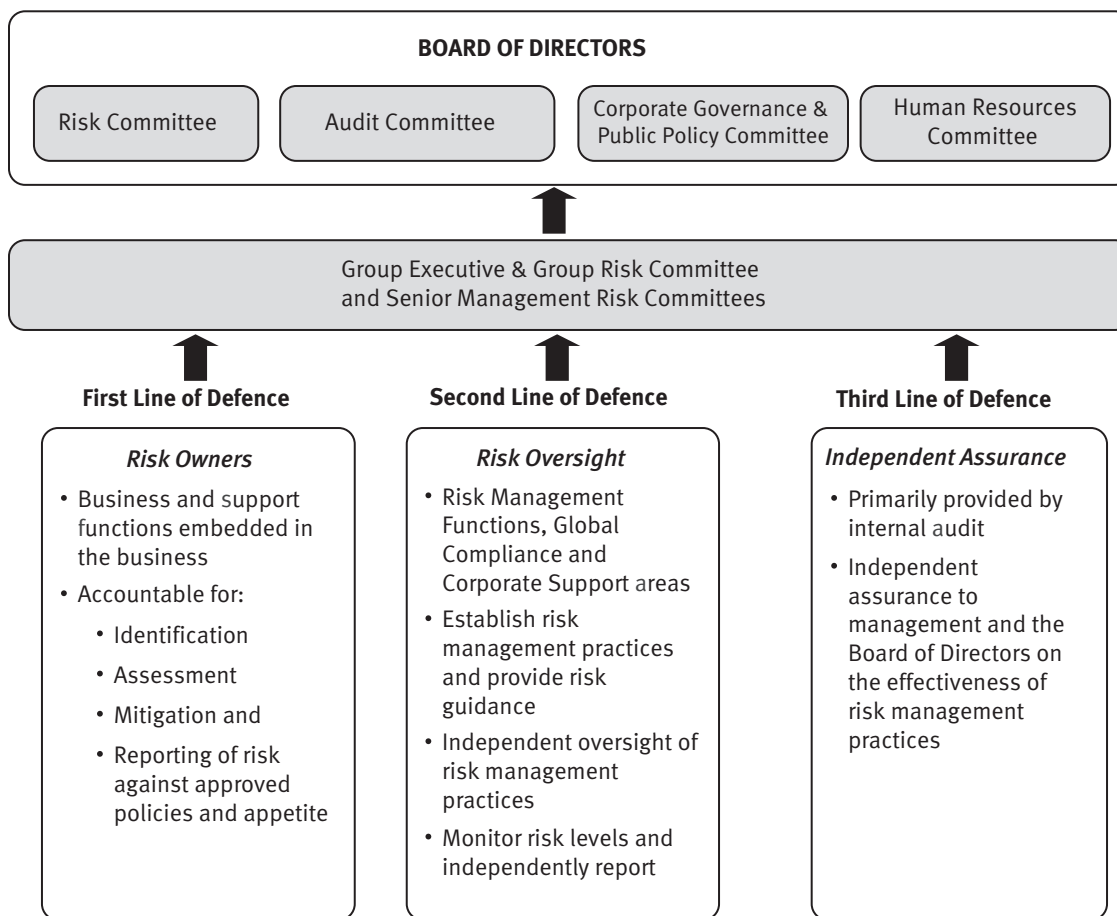 BOARD OF DIRECTORS
Risk Committee
Audit Committee
Corporate Governance &
Public Policy Committee
Human Resources
Committee
Group Executive & Group Risk Committee
and Senior Management Risk Committees
First Line of Defence
Risk Owners
• Business and support
functions embedded in
the business
• Accountable for:
• Identification
• Assessment
• Mitigation and
• Reporting of risk
against approved
policies and appetite
Second Line of Defence
Risk Oversight
• Risk Management
Functions, Global
Compliance and
Corporate Support areas
• Establish risk
management practices
and provide risk
guidance
• Independent oversight of
risk management
practices
• Monitor risk levels and
independently report
Third Line of Defence
Independent Assurance
• Primarily provided by
internal audit
• Independent
assurance to
management and the
Board of Directors on
the effectiveness of
risk management
practices